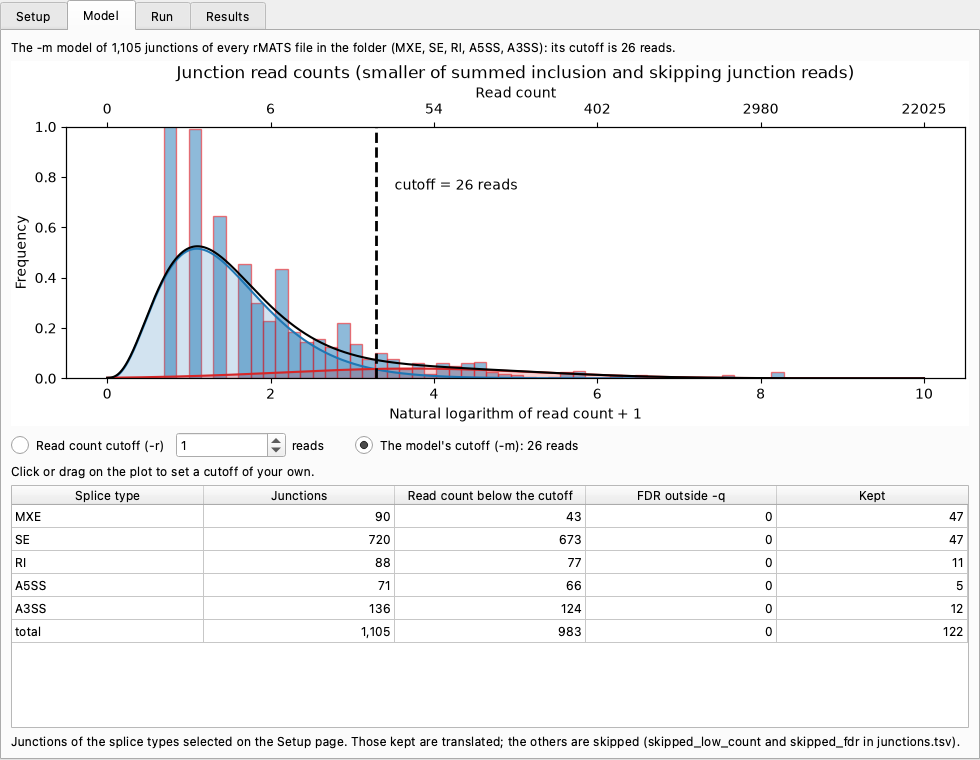 Setup Model Run Results
The -m model of 1,105 junctions of every rMATS file in the folder (MXE, SE, RI, A5SS, A3SS): its cutoff is 26 reads.
Junction read counts (smaller of summed inclusion and skipping junction reads)
Read count
0 6 54 402 2980 22025
1.0
0.8
0.6
0.4
0.2
0.0
Frequency
cutoff = 26 reads
0 2 4 6 8 10
Natural logarithm of read count + 1
Read count cutoff (-r) 1 reads The model's cutoff (-m): 26 reads
Click or drag on the plot to set a cutoff of your own.
Splice type Junctions Read count below the cutoff FDR outside -q Kept
MXE 90 43 0 47
SE 720 673 0 47
RI 88 77 0 11
A5SS 71 66 0 5
A3SS 136 124 0 12
total 1,105 983 0 122
Junctions of the splice types selected on the Setup page. Those kept are translated; the others are skipped (skipped_low_count and skipped_fdr in junctions.tsv).